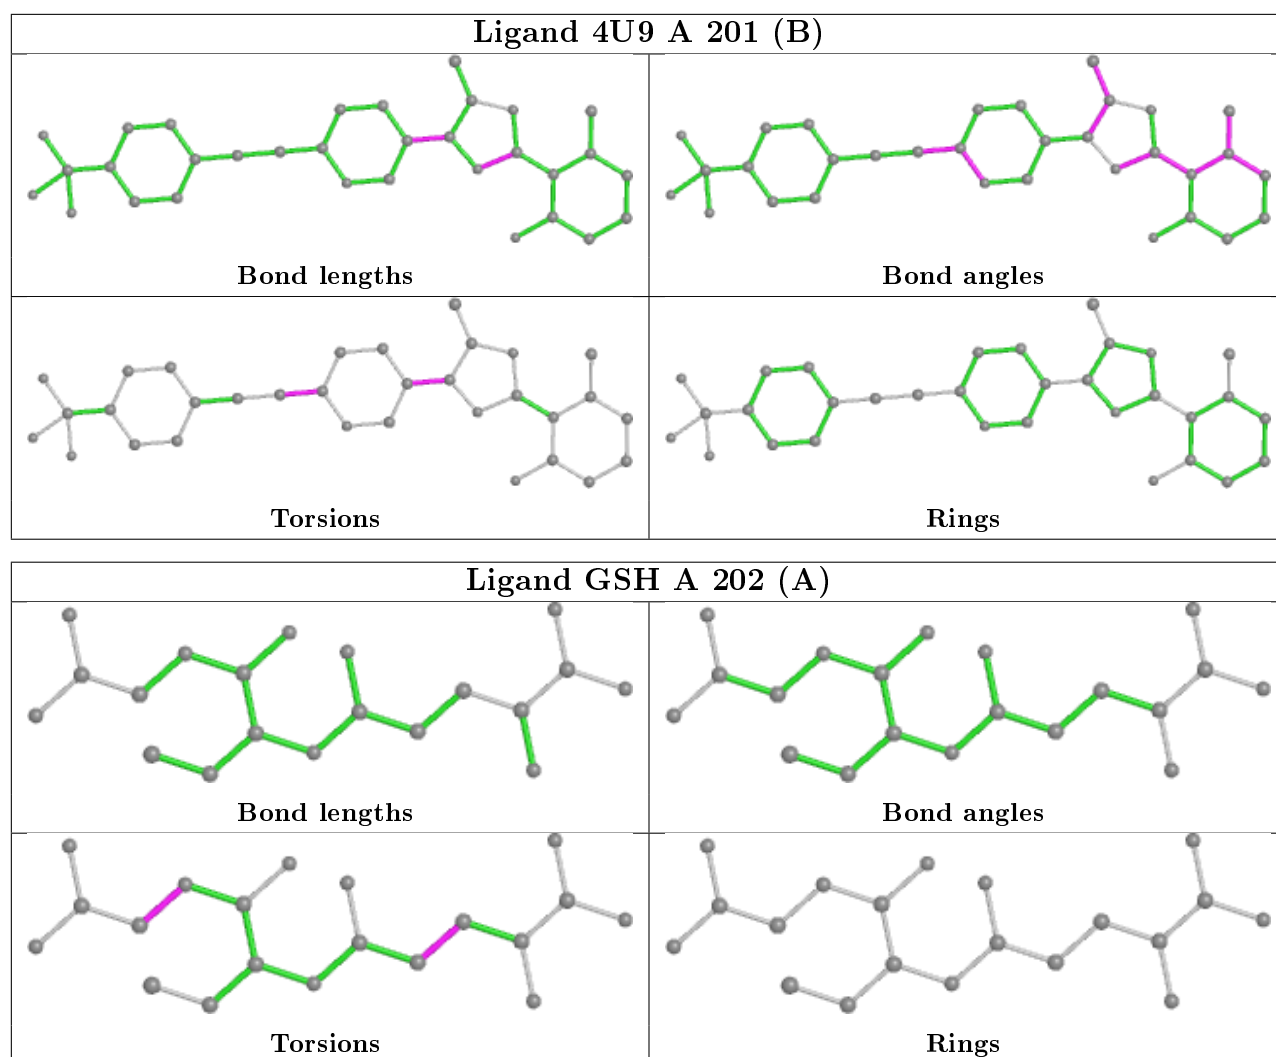 Ligand 4U9 A 201 (B)
Bond lengths
Bond angles
Torsions
Rings
Ligand GSH A 202 (A)
Bond lengths
Bond angles
Torsions
Rings